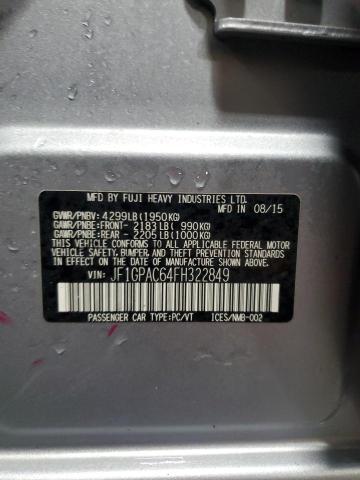 MFD BY FUJI HEAVY INDUSTRIES LTD.
MFD IN 08/15
GVWR/PNBV: 4299LB(1950KG)
GAWR/PNBE:FRONT- 2183LB( 990KG)
GAWR/PNBE:REAR - 2205LB(1000KG)
THIS VEHICLE CONFORMS TO ALL APPLICABLE FEDERAL MOTOR
VEHICLE SAFETY, BUMPER, AND THEFT PREVENTION STANDARDS
IN EFFECT ON THE DATE OF MANUFACTURE SHOWN ABOVE.
VIN: JF1GPAC64FH322849
PASSENGER CAR TYPE:PC/VT ICES/NMB-002